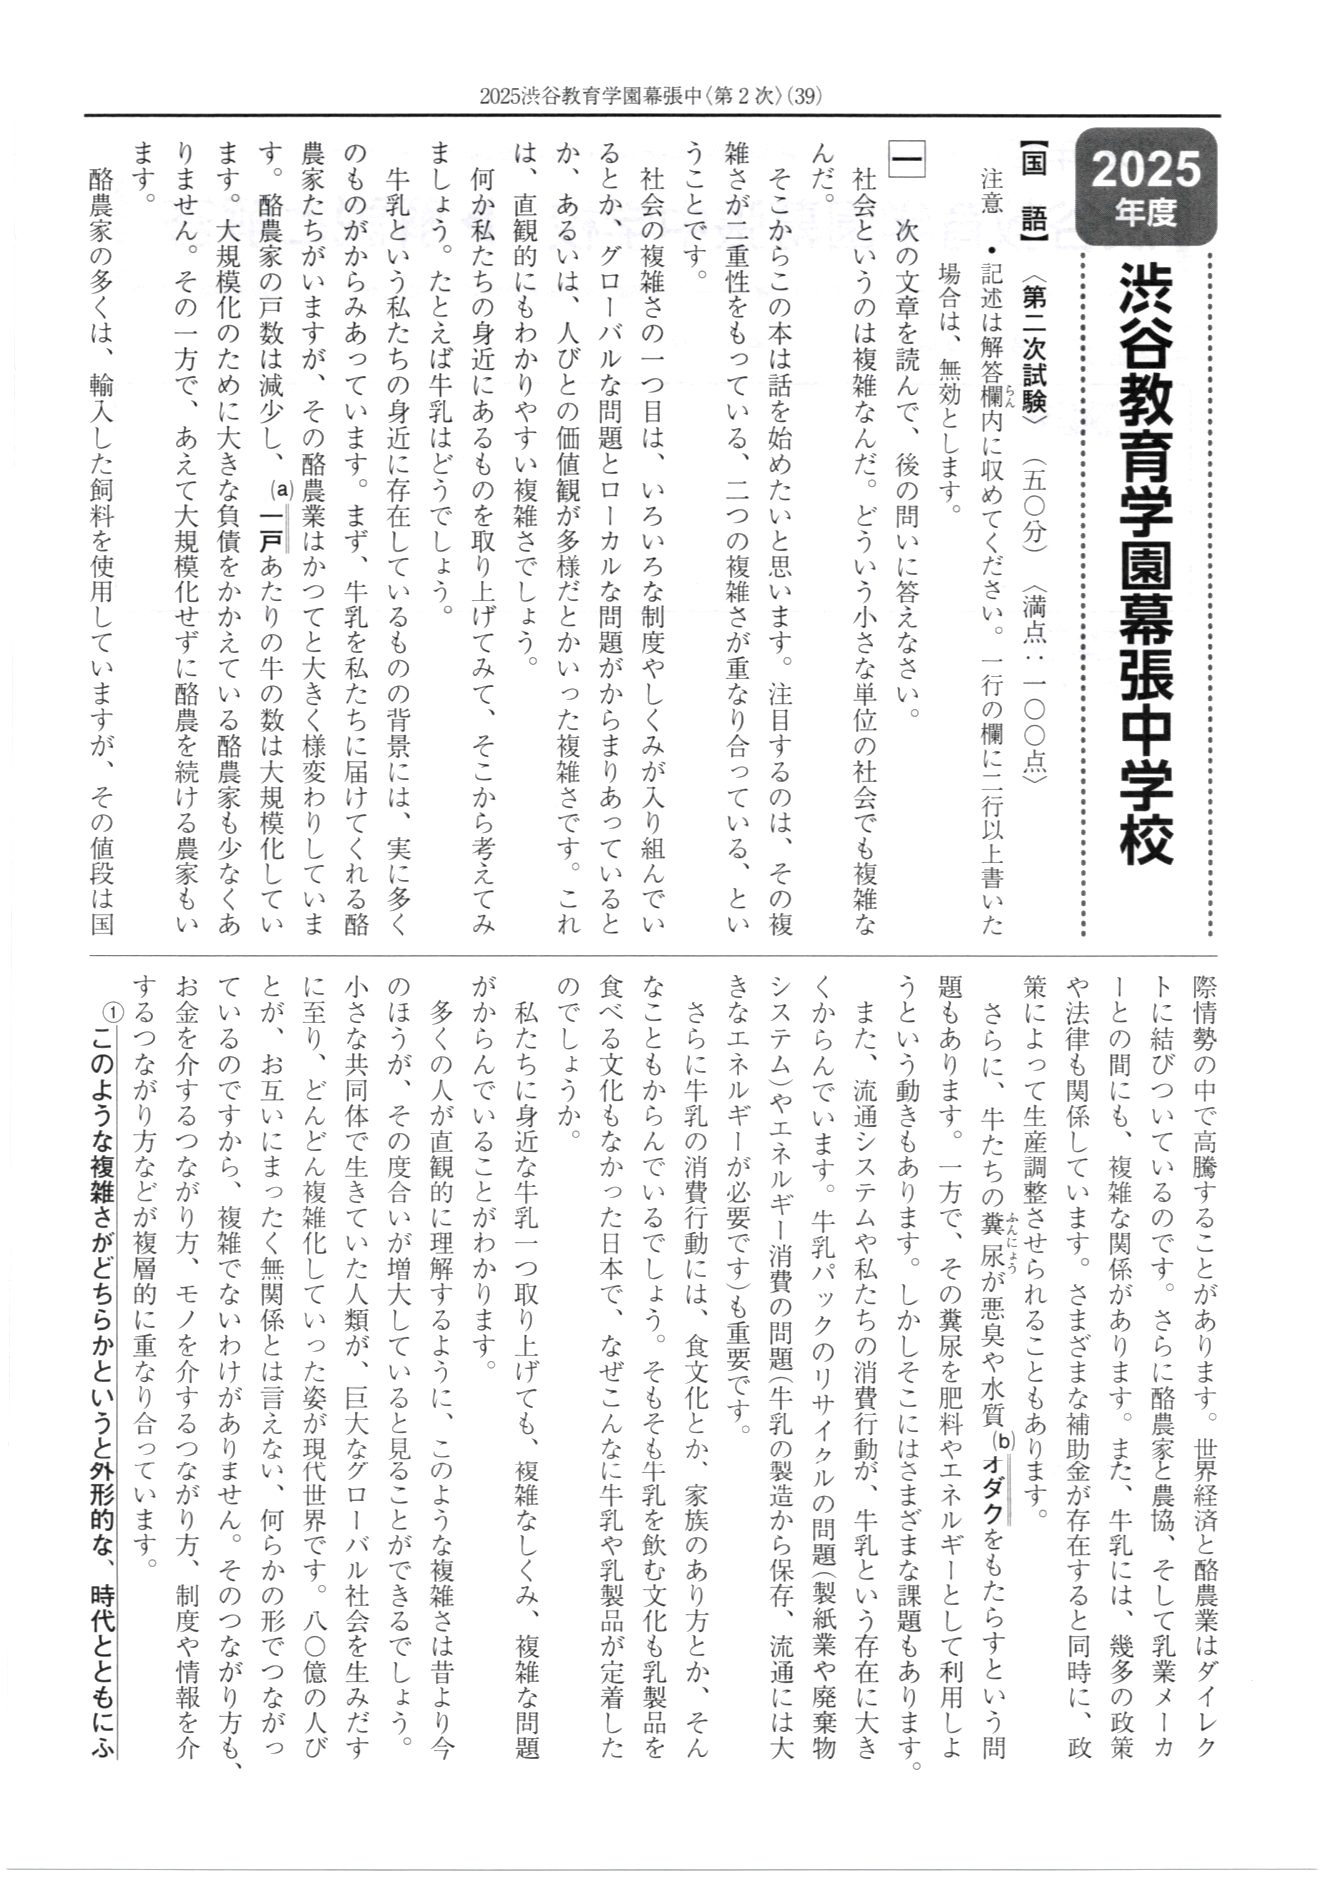 2025渋谷教育学園幕張中〈第2次〉(39)
2025年度
渋谷教育学園幕張中学校
【国語】〈第二次試験〉(五〇分)〈満点:一〇〇点〉
注意 ・記述は解答欄内に収めてください。一行の欄に二行以上書いた
場合は、無効とします。
一 次の文章を読んで、後の問いに答えなさい。
社会というのは複雑なんだ。どういう小さな単位の社会でも複雑な
んだ。
そこからこの本は話を始めたいと思います。注目するのは、その複
雑さが二重性をもっている、二つの複雑さが重なり合っている、とい
うことです。
社会の複雑さの一つ目は、いろいろな制度やしくみが入り組んでい
るとか、グローバルな問題とローカルな問題がからまりあっていると
か、あるいは、人びとの価値観が多様だとかいった複雑さです。これ
は、直観的にもわかりやすい複雑さでしょう。
何か私たちの身近にあるものを取り上げてみて、そこから考えてみ
ましょう。たとえば牛乳はどうでしょう。
牛乳という私たちの身近に存在しているものの背景には、実に多く
のものがからみあっています。まず、牛乳を私たちに届けてくれる酪
農家たちがいますが、その酪農業はかつてと大きく様変わりしていま
す。酪農家の戸数は減少し、(a)一戸あたりの牛の数は大規模化してい
ます。大規模化のために大きな負債をかかえている酪農家も少なくあ
りません。その一方で、あえて大規模化せずに酪農を続ける農家もい
ます。
酪農家の多くは、輸入した飼料を使用していますが、その値段は国
際情勢の中で高騰することがあります。世界経済と酪農業はダイレク
トに結びついているのです。さらに酪農家と農協、そして乳業メーカ
ーとの間にも、複雑な関係があります。また、牛乳には、幾多の政策
や法律も関係しています。さまざまな補助金が存在すると同時に、政
策によって生産調整させられることもあります。
さらに、牛たちの糞尿が悪臭や水質(b)オダクをもたらすという問
題もあります。一方で、その糞尿を肥料やエネルギーとして利用しよ
うという動きもあります。しかしそこにはさまざまな課題もあります。
また、流通システムや私たちの消費行動が、牛乳という存在に大き
くからんでいます。牛乳パックのリサイクルの問題(製紙業や廃棄物
システム)やエネルギー消費の問題(牛乳の製造から保存、流通には大
きなエネルギーが必要です)も重要です。
さらに牛乳の消費行動には、食文化とか、家族のあり方とか、そん
なこともからんでいるでしょう。そもそも牛乳を飲む文化も乳製品を
食べる文化もなかった日本で、なぜこんなに牛乳や乳製品が定着した
のでしょうか。
私たちに身近な牛乳一つ取り上げても、複雑なしくみ、複雑な問題
がからんでいることがわかります。
多くの人が直観的に理解するように、このような複雑さは昔より今
のほうが、その度合いが増大していると見ることができるでしょう。
小さな共同体で生きていた人類が、巨大なグローバル社会を生みだす
に至り、どんどん複雑化していった姿が現代世界です。八〇億の人び
とが、お互いにまったく無関係とは言えない、何らかの形でつながっ
ているのですから、複雑でないわけがありません。そのつながり方も、
お金を介するつながり方、モノを介するつながり方、制度や情報を介
するつながり方などが複層的に重なり合っています。
①このような複雑さがどちらかというと外形的な、時代とともにふ